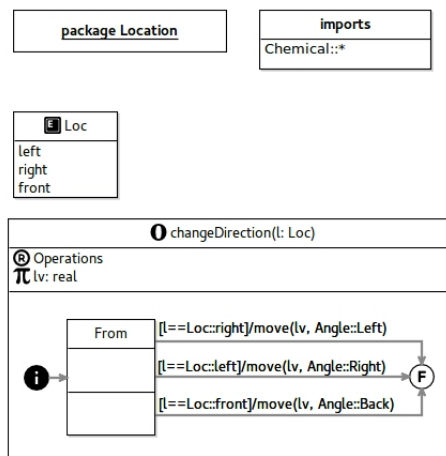 package Location
imports
Chemical::*
E Loc
left
right
front
O changeDirection(l: Loc)
R Operations
π lv: real
From
[l==Loc::right]/move(lv, Angle::Left)
i
[l==Loc::left]/move(lv, Angle::Right)
F
[l==Loc::front]/move(lv, Angle::Back)